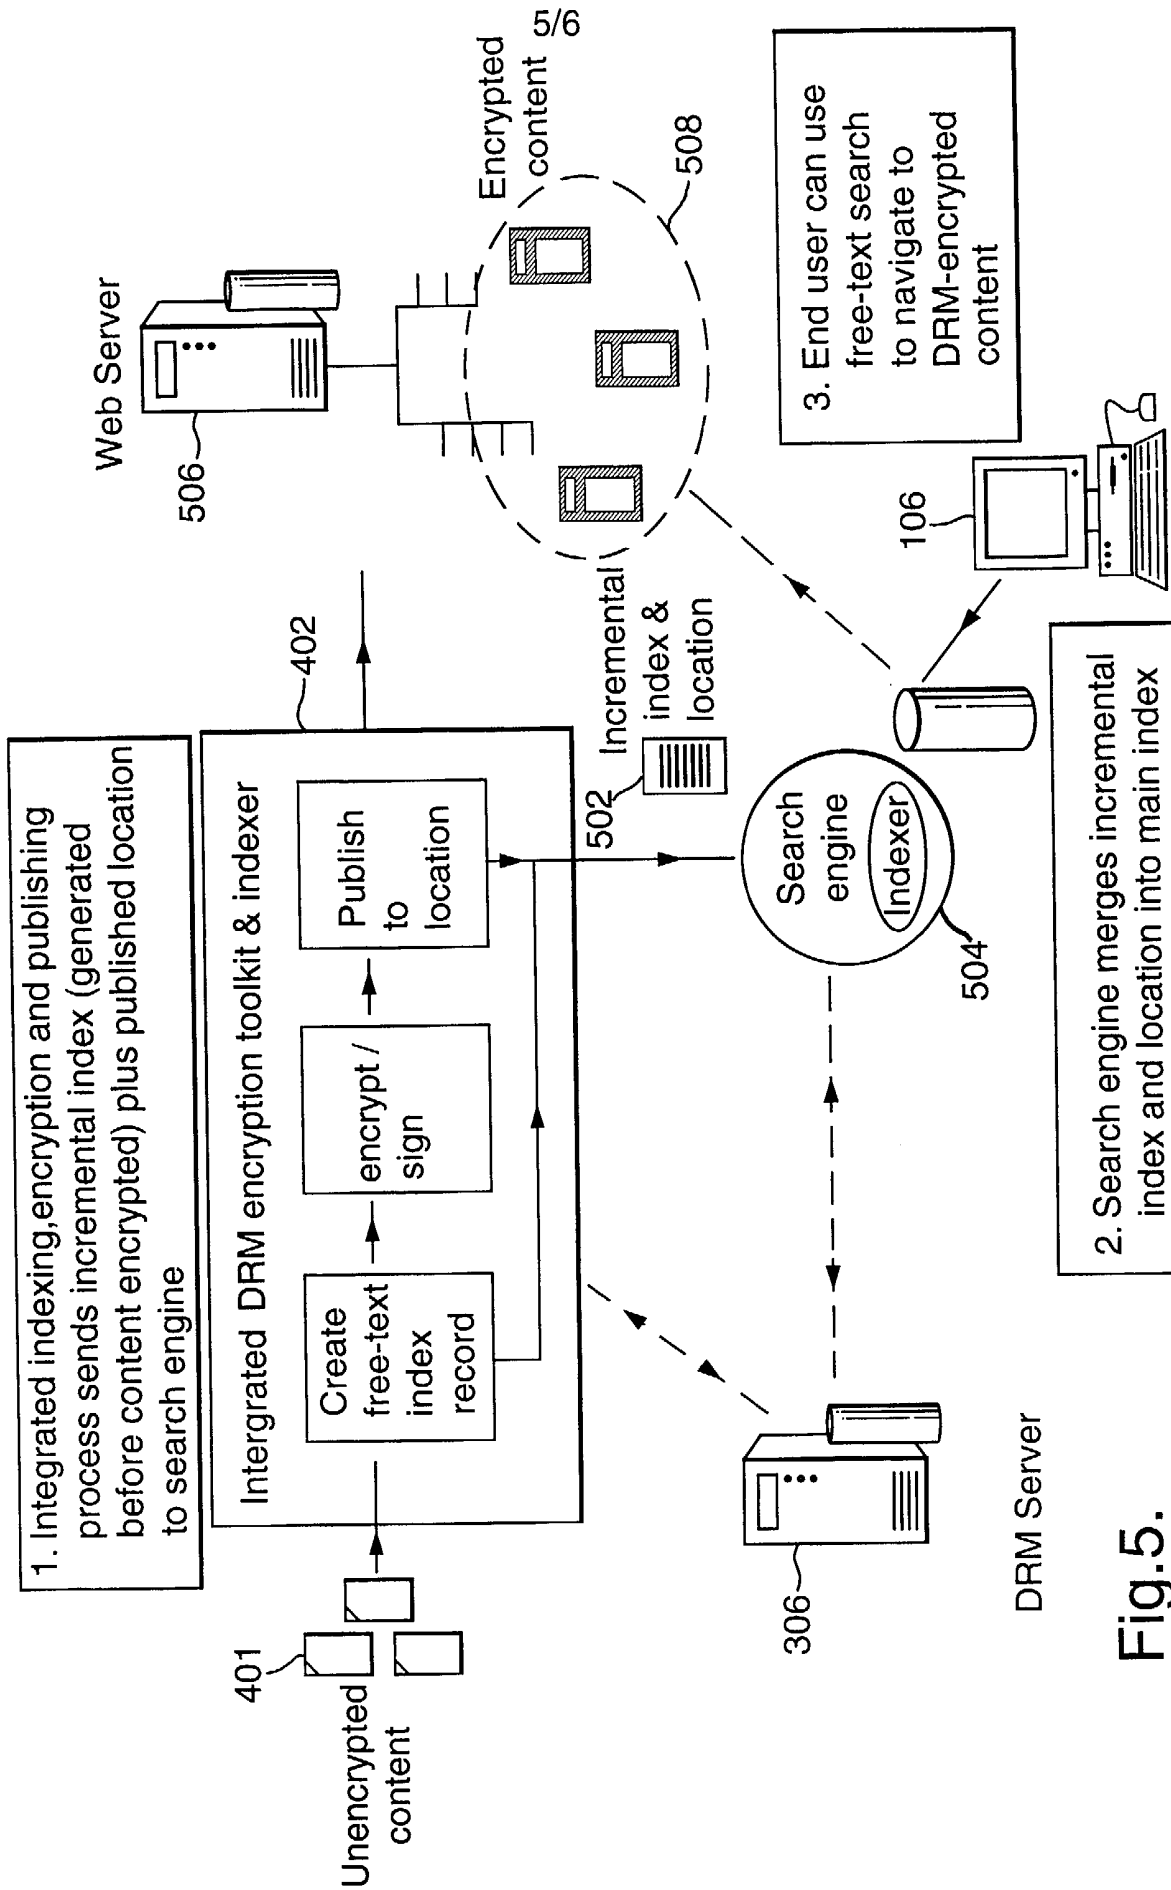 5/6
1. Integrated indexing,encryption and publishing
process sends incremental index (generated
before content encrypted) plus published location
to search engine
Web Server
506
Encrypted
content
508
402
Intergrated DRM encryption toolkit & indexer
Create
free-text
index
record
encrypt /
sign
Publish
to
location
401
Unencrypted
content
502
Incremental
index &
location
Search
engine
Indexer
504
3. End user can use
free-text search
to navigate to
DRM-encrypted
content
106
306
DRM Server
2. Search engine merges incremental
index and location into main index
Fig.5.